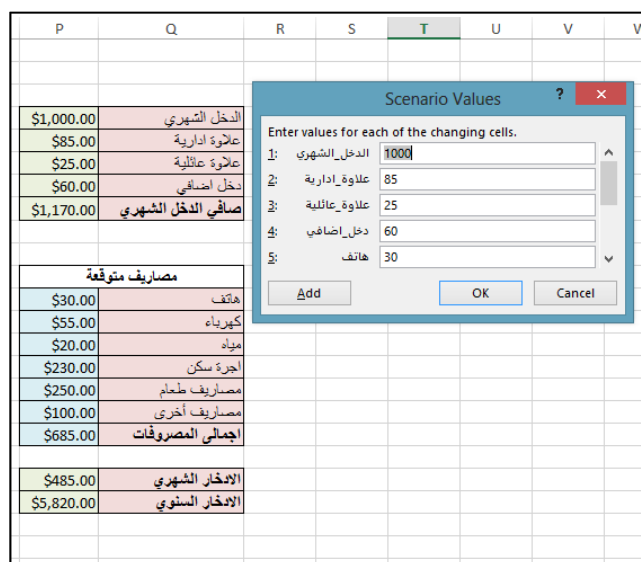 P Q R S T U V W
الدخل الشهري $1,000.00
علاوة ادارية $85.00
علاوة عائلية $25.00
دخل اضافي $60.00
صافي الدخل الشهري $1,170.00
مصاريف متوقعة
هاتف $30.00
كهرباء $55.00
مياه $20.00
اجرة سكن $230.00
مصاريف طعام $250.00
مصاريف أخرى $100.00
اجمالي المصروفات $685.00
الادخار الشهري $485.00
الادخار السنوي $5,820.00
Scenario Values ? ×
Enter values for each of the changing cells.
1: الدخل_الشهري 1000
2: علاوة_ادارية 85
3: علاوة_عائلية 25
4: دخل_اضافي 60
5: هاتف 30
Add OK Cancel